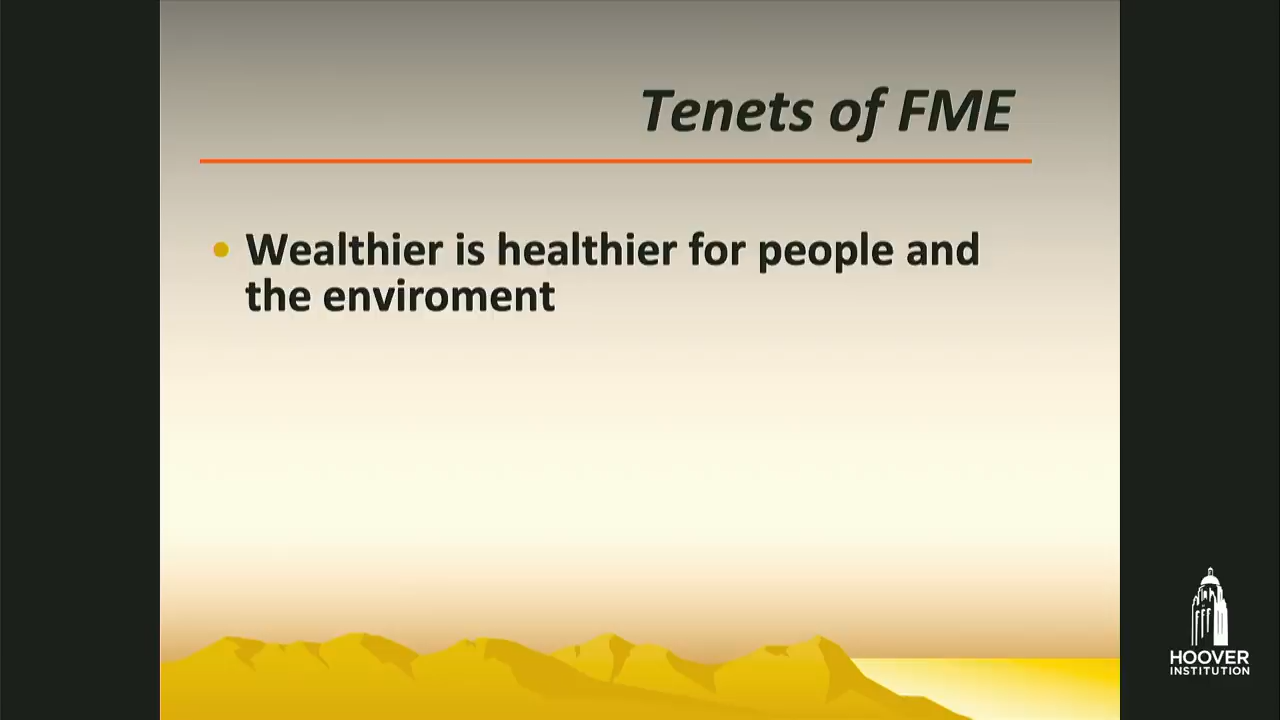 Tenets of FME
• Wealthier is healthier for people and
the enviroment
HOOVER
INSTITUTION